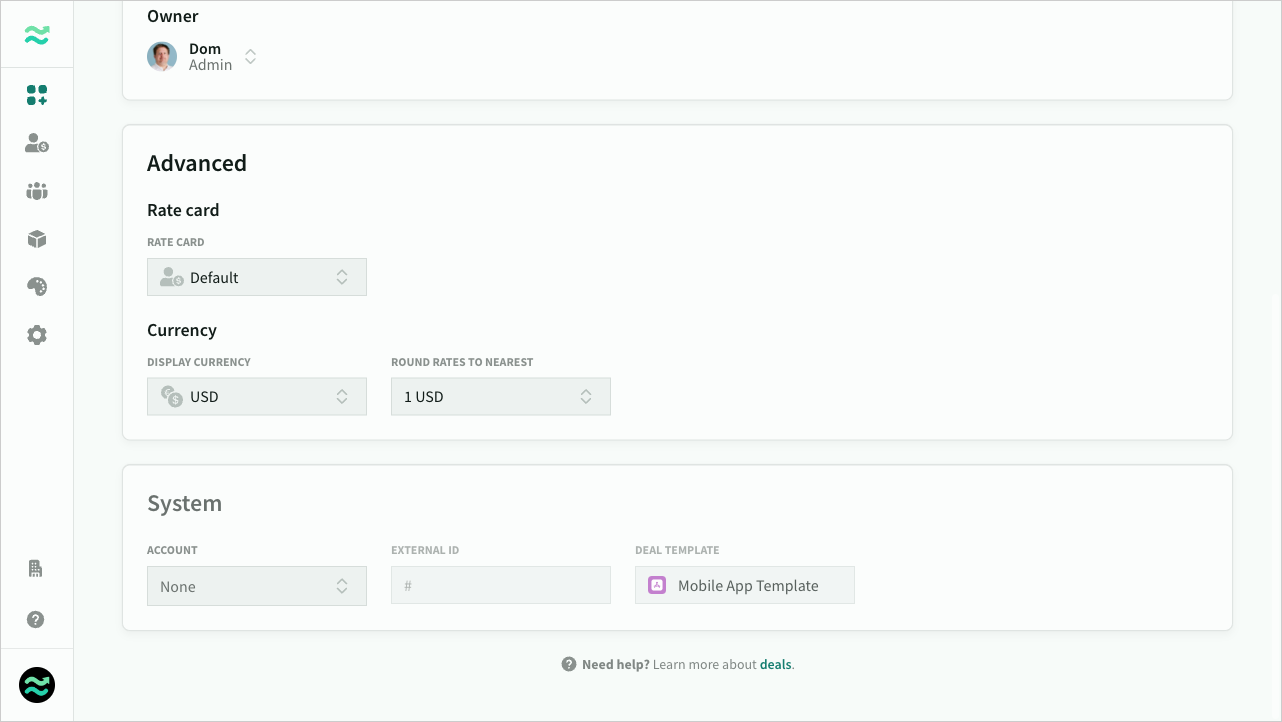 Owner
Dom
Admin
Advanced
Rate card
RATE CARD
Default
Currency
DISPLAY CURRENCY
ROUND RATES TO NEAREST
USD
1 USD
System
ACCOUNT
EXTERNAL ID
DEAL TEMPLATE
None
#
Mobile App Template
Need help? Learn more about deals.